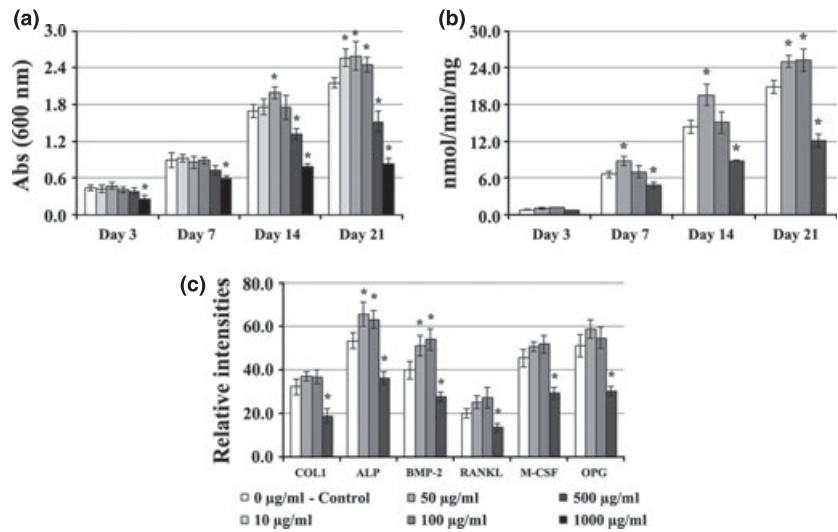 (a)
Abs (600 nm)
3.0
2.4
1.8
1.2
0.6
0.0
* * * * * * * * * *
Day 3 Day 7 Day 14 Day 21
(b)
nmol/min/mg
30.0
24.0
18.0
12.0
6.0
0.0
* * * * * * *
Day 3 Day 7 Day 14 Day 21
(c)
Relative intensities
80.0
60.0
40.0
20.0
0.0
* * * * * * * * * *
COL1 ALP BMP-2 RANKL M-CSF OPG
0 µg/ml - Control 50 µg/ml 500 µg/ml
10 µg/ml 100 µg/ml 1000 µg/ml